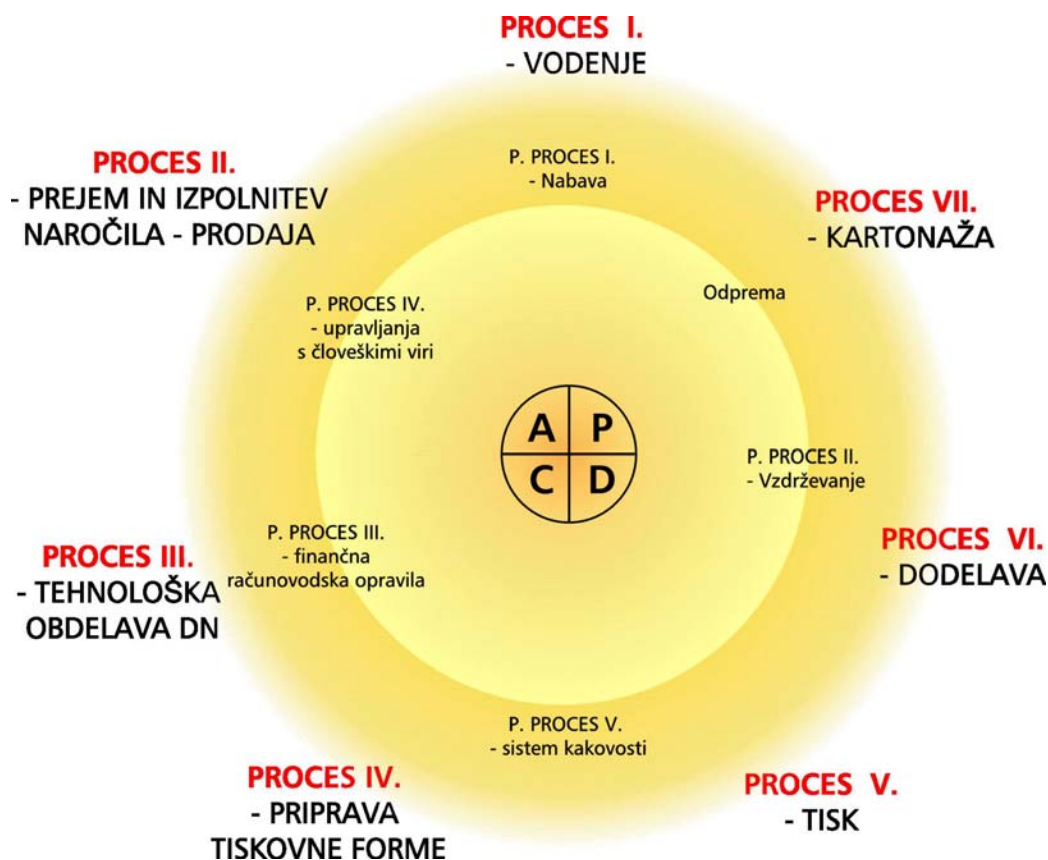 PROCES I.
- VODENJE
PROCES II.
- PREJEM IN IZPOLNITEV
NAROČILA - PRODAJA
P. PROCES I.
- Nabava
PROCES VII.
- KARTONAŽA
P. PROCES IV.
- upravljanja
s človeškimi viri
Odprema
A P
C D
P. PROCES II.
- Vzdrževanje
P. PROCES III.
- finančna
računovodska opravila
PROCES III.
- TEHNOLOŠKA
OBDELAVA DN
PROCES VI.
- DODELAVA
P. PROCES V.
- sistem kakovosti
PROCES IV.
- PRIPRAVA
TISKOVNE FORME
PROCES V.
- TISK